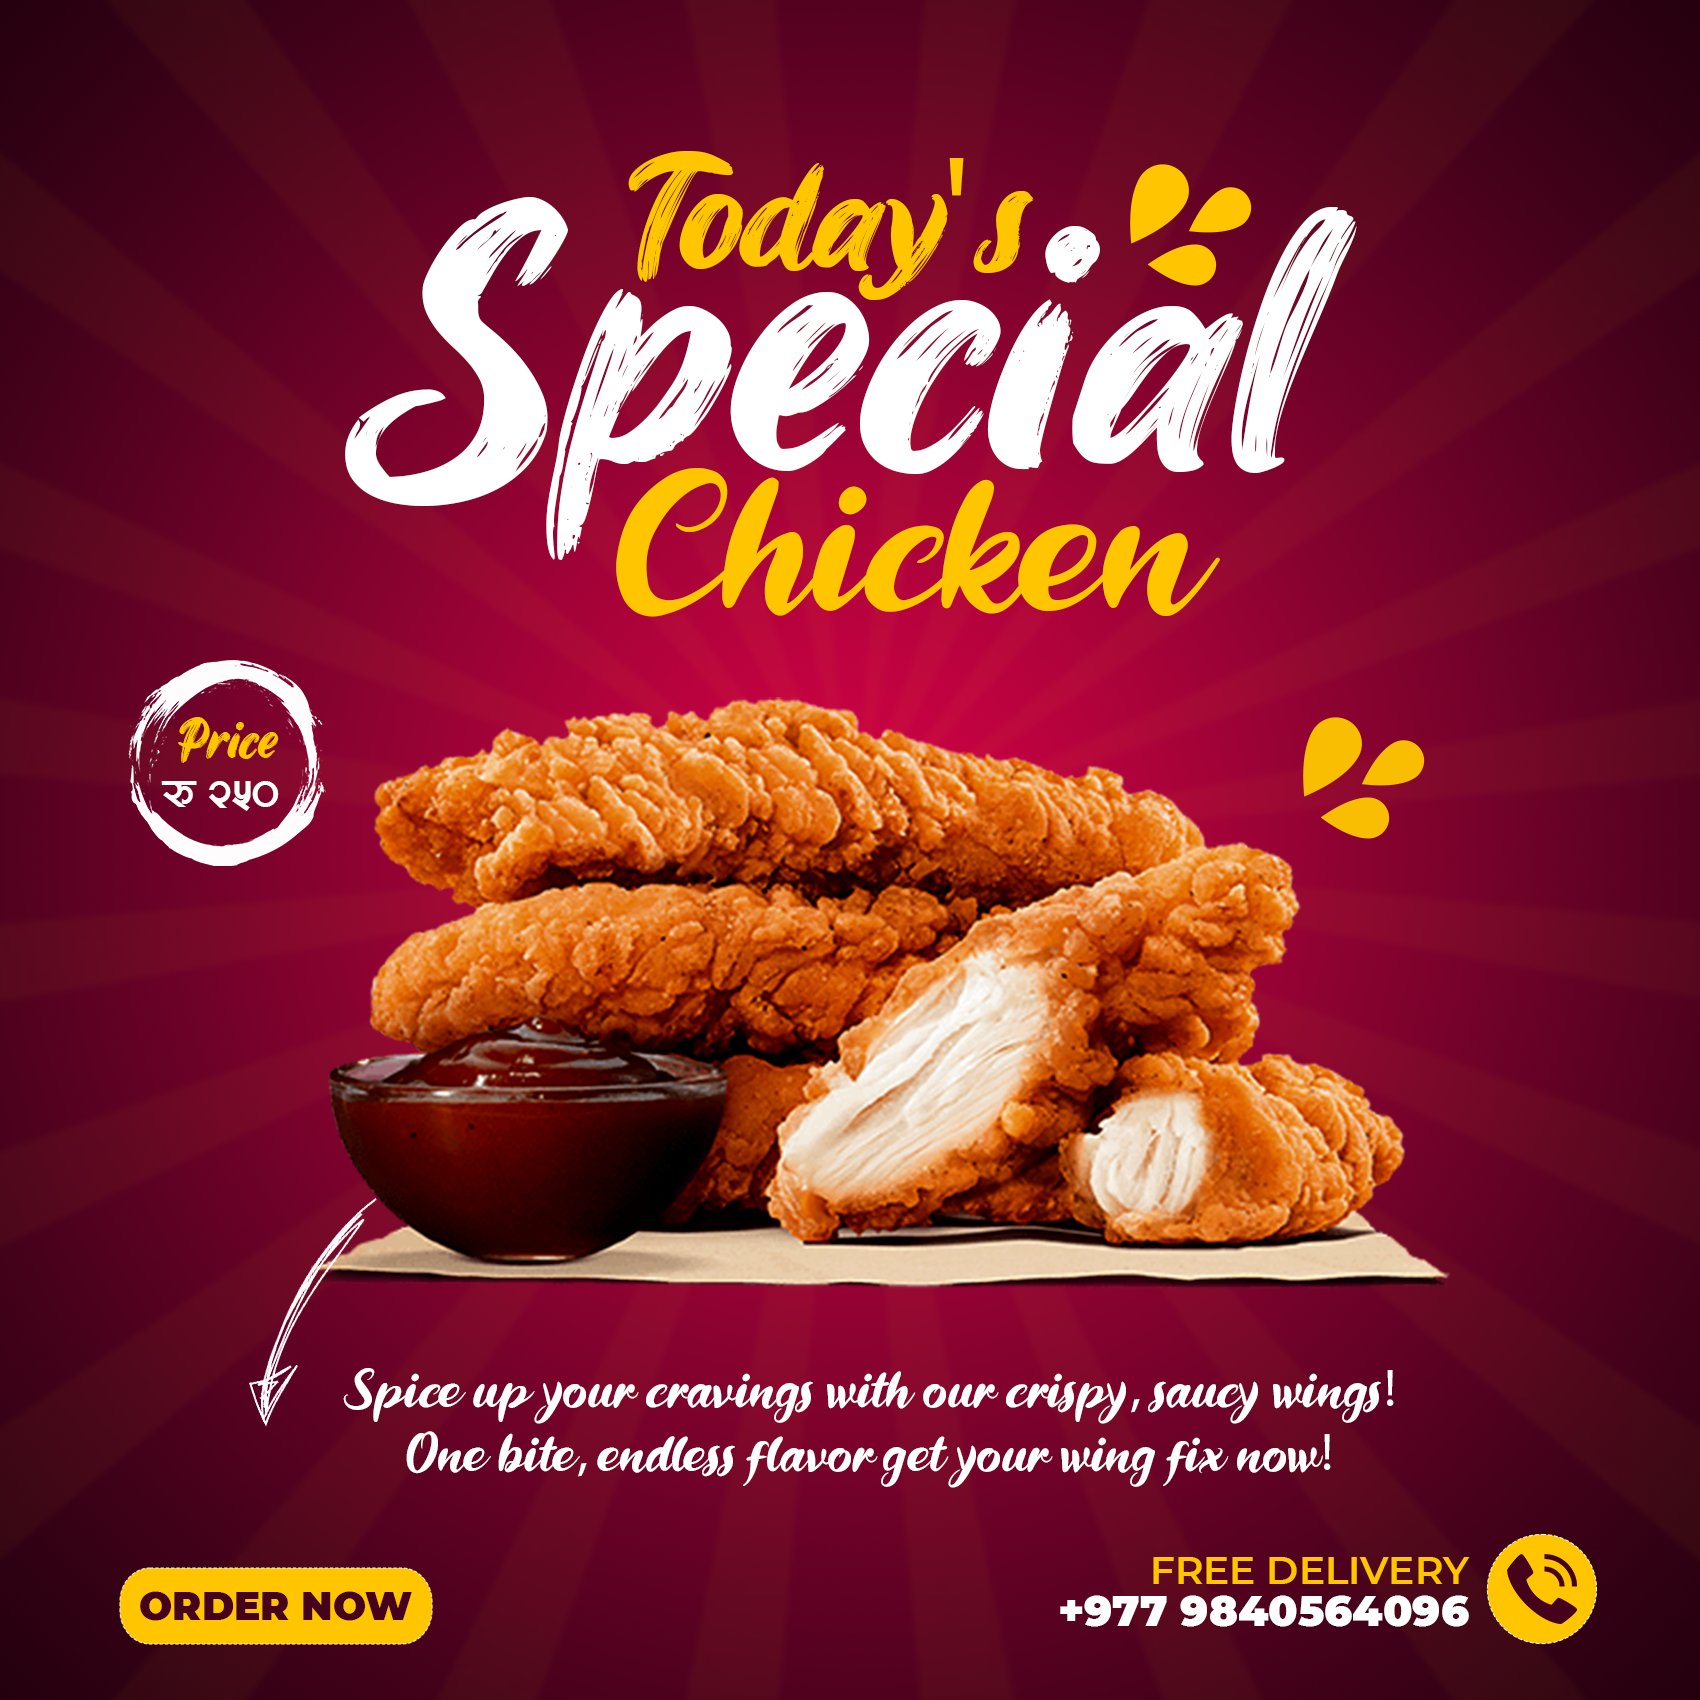 Today's
Special
Chicken
Price
रु २५०
Spice up your cravings with our crispy, saucy wings!
One bite, endless flavor get your wing fix now!
ORDER NOW
FREE DELIVERY
+977 9840564096